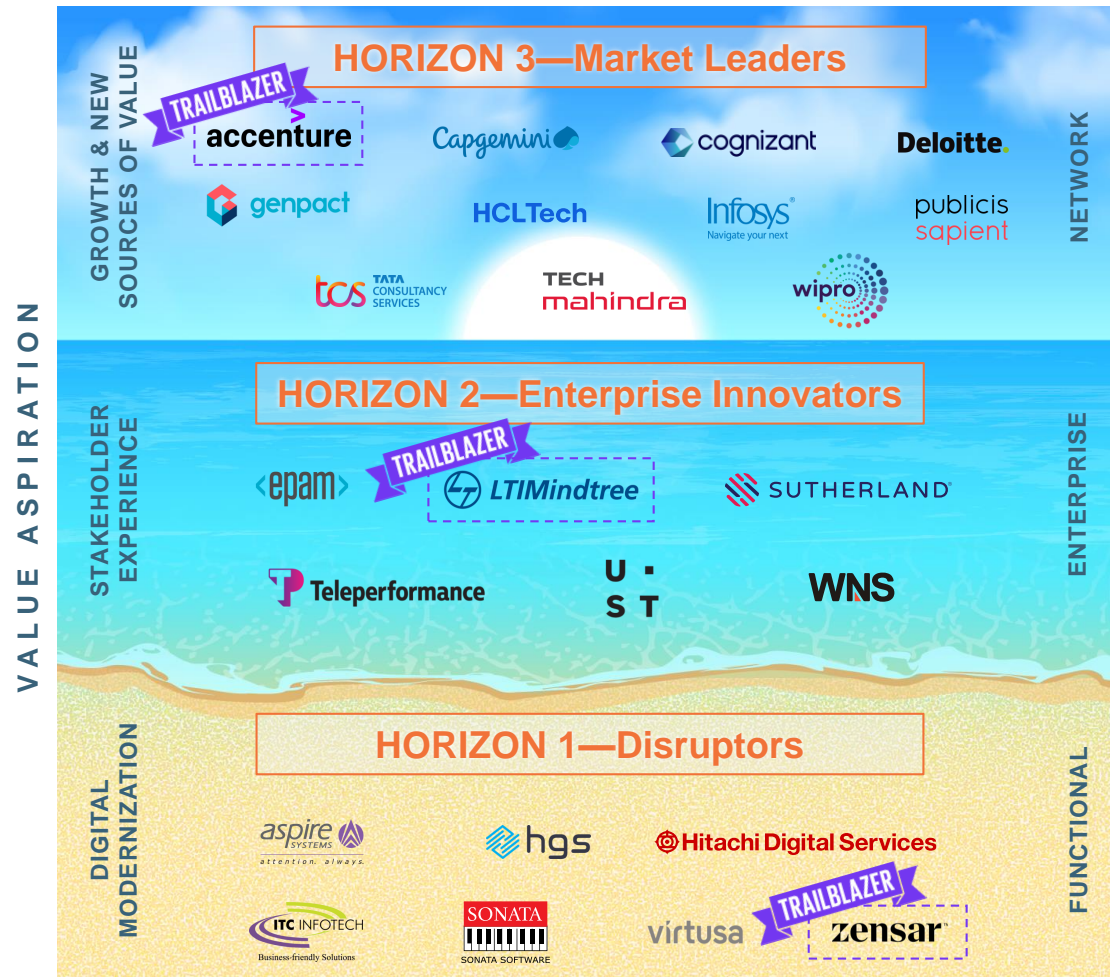 VALUE ASPIRATION
HORIZON 3—Market Leaders
GROWTH & NEW
SOURCES OF VALUE
NETWORK
TRAILBLAZER
accenture
>
Capgemini
cognizant
Deloitte.
genpact
HCLTech
Infosys®
Navigate your next
publicis
sapient
tcs
TATA
CONSULTANCY
SERVICES
TECH
mahindra
wipro
HORIZON 2—Enterprise Innovators
STAKEHOLDER
EXPERIENCE
ENTERPRISE
<epam>
TRAILBLAZER
LTIMindtree
SUTHERLAND®
TP
Teleperformance
U ·
S T
WNS
HORIZON 1—Disruptors
DIGITAL
MODERNIZATION
FUNCTIONAL
aspire
SYSTEMS
attention. always.
hgs
Hitachi Digital Services
ITC INFOTECH
Business-friendly Solutions
SONATA
SONATA SOFTWARE
virtusa
TRAILBLAZER
zensar™